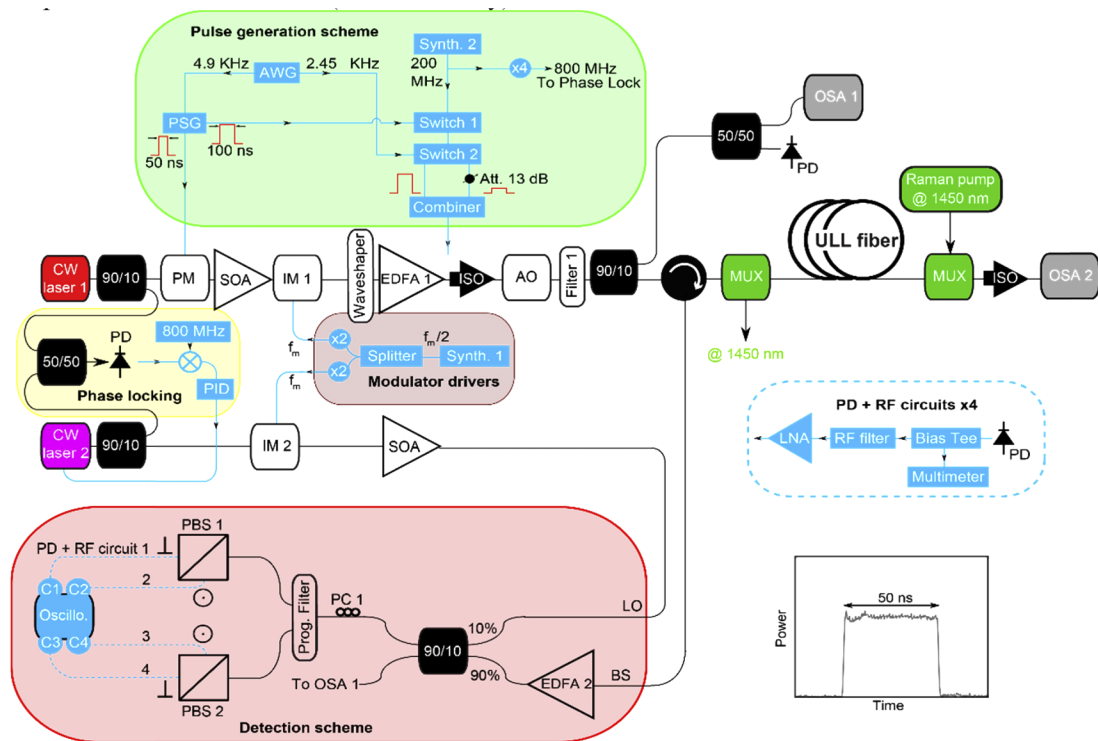 Pulse generation scheme
4.9 KHz
AWG
2.45 KHz
Synth. 2
200
MHz
x4
800 MHz
To Phase Lock
PSG
Switch 1
50 ns
100 ns
Switch 2
Att. 13 dB
Combiner
OSA 1
50/50
PD
Raman pump
@ 1450 nm
ULL fiber
CW
laser 1
90/10
PM
SOA
IM 1
Waveshaper
EDFA 1
ISO
AO
Filter 1
90/10
MUX
MUX
ISO
OSA 2
@ 1450 nm
50/50
PD
800 MHz
PID
Phase locking
fm
x2
fm/2
Splitter
Synth. 1
fm
x2
Modulator drivers
CW
laser 2
90/10
IM 2
SOA
PD + RF circuits x4
LNA
RF filter
Bias Tee
PD
Multimeter
PD + RF circuit 1
PBS 1
C1
C2
2
Oscillo.
C3
C4
3
4
PBS 2
Prog. Filter
PC 1
90/10
10%
LO
90%
EDFA 2
BS
To OSA 1
Detection scheme
50 ns
Power
Time